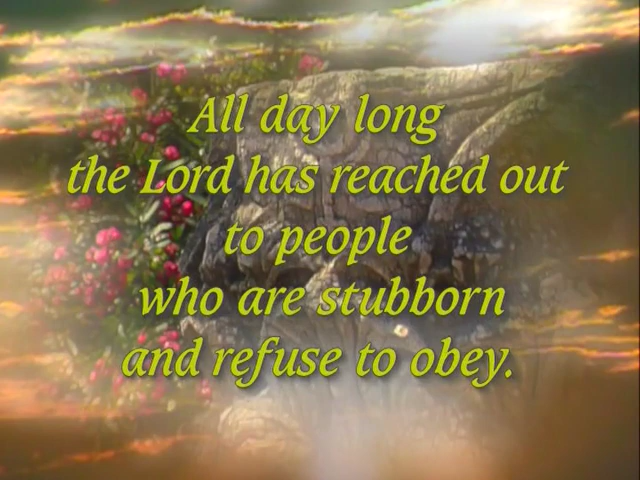 All day long
the Lord has reached out
to people
who are stubborn
and refuse to obey.